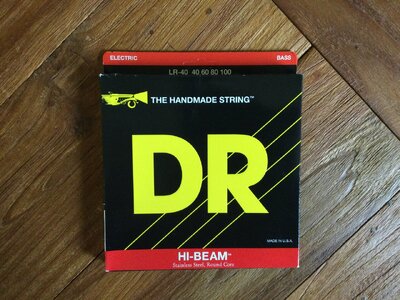 ELECTRIC BASS
LR-40 40 60 80 100
THE HANDMADE STRING™
DR
MADE IN U.S.A.
HI-BEAM™
Stainless Steel, Round Core